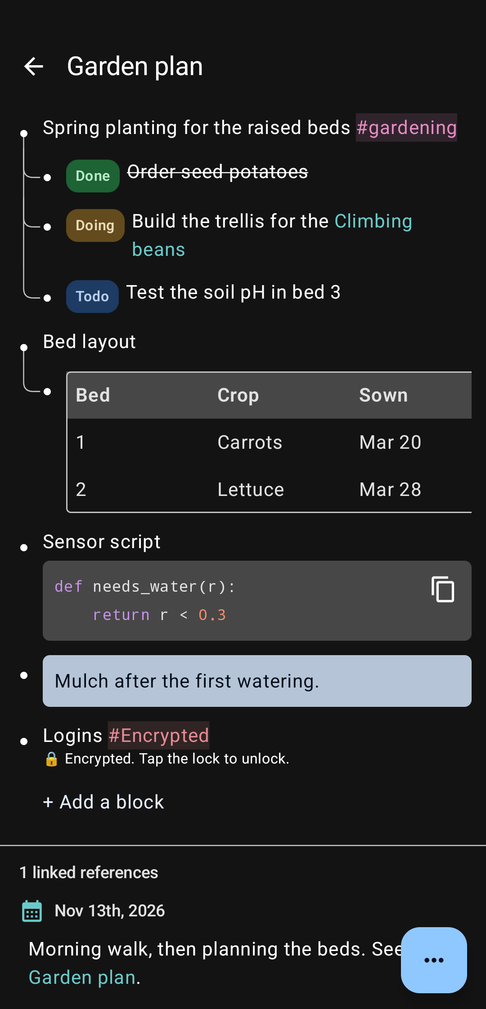 Garden plan
Spring planting for the raised beds #gardening
Done Order seed potatoes
Doing Build the trellis for the Climbing
beans
Todo Test the soil pH in bed 3
Bed layout
Bed Crop Sown
1 Carrots Mar 20
2 Lettuce Mar 28
Sensor script
def needs_water(r):
    return r < 0.3
Mulch after the first watering.
Logins #Encrypted
🔒 Encrypted. Tap the lock to unlock.
+ Add a block
1 linked references
Nov 13th, 2026
Morning walk, then planning the beds. See
Garden plan.